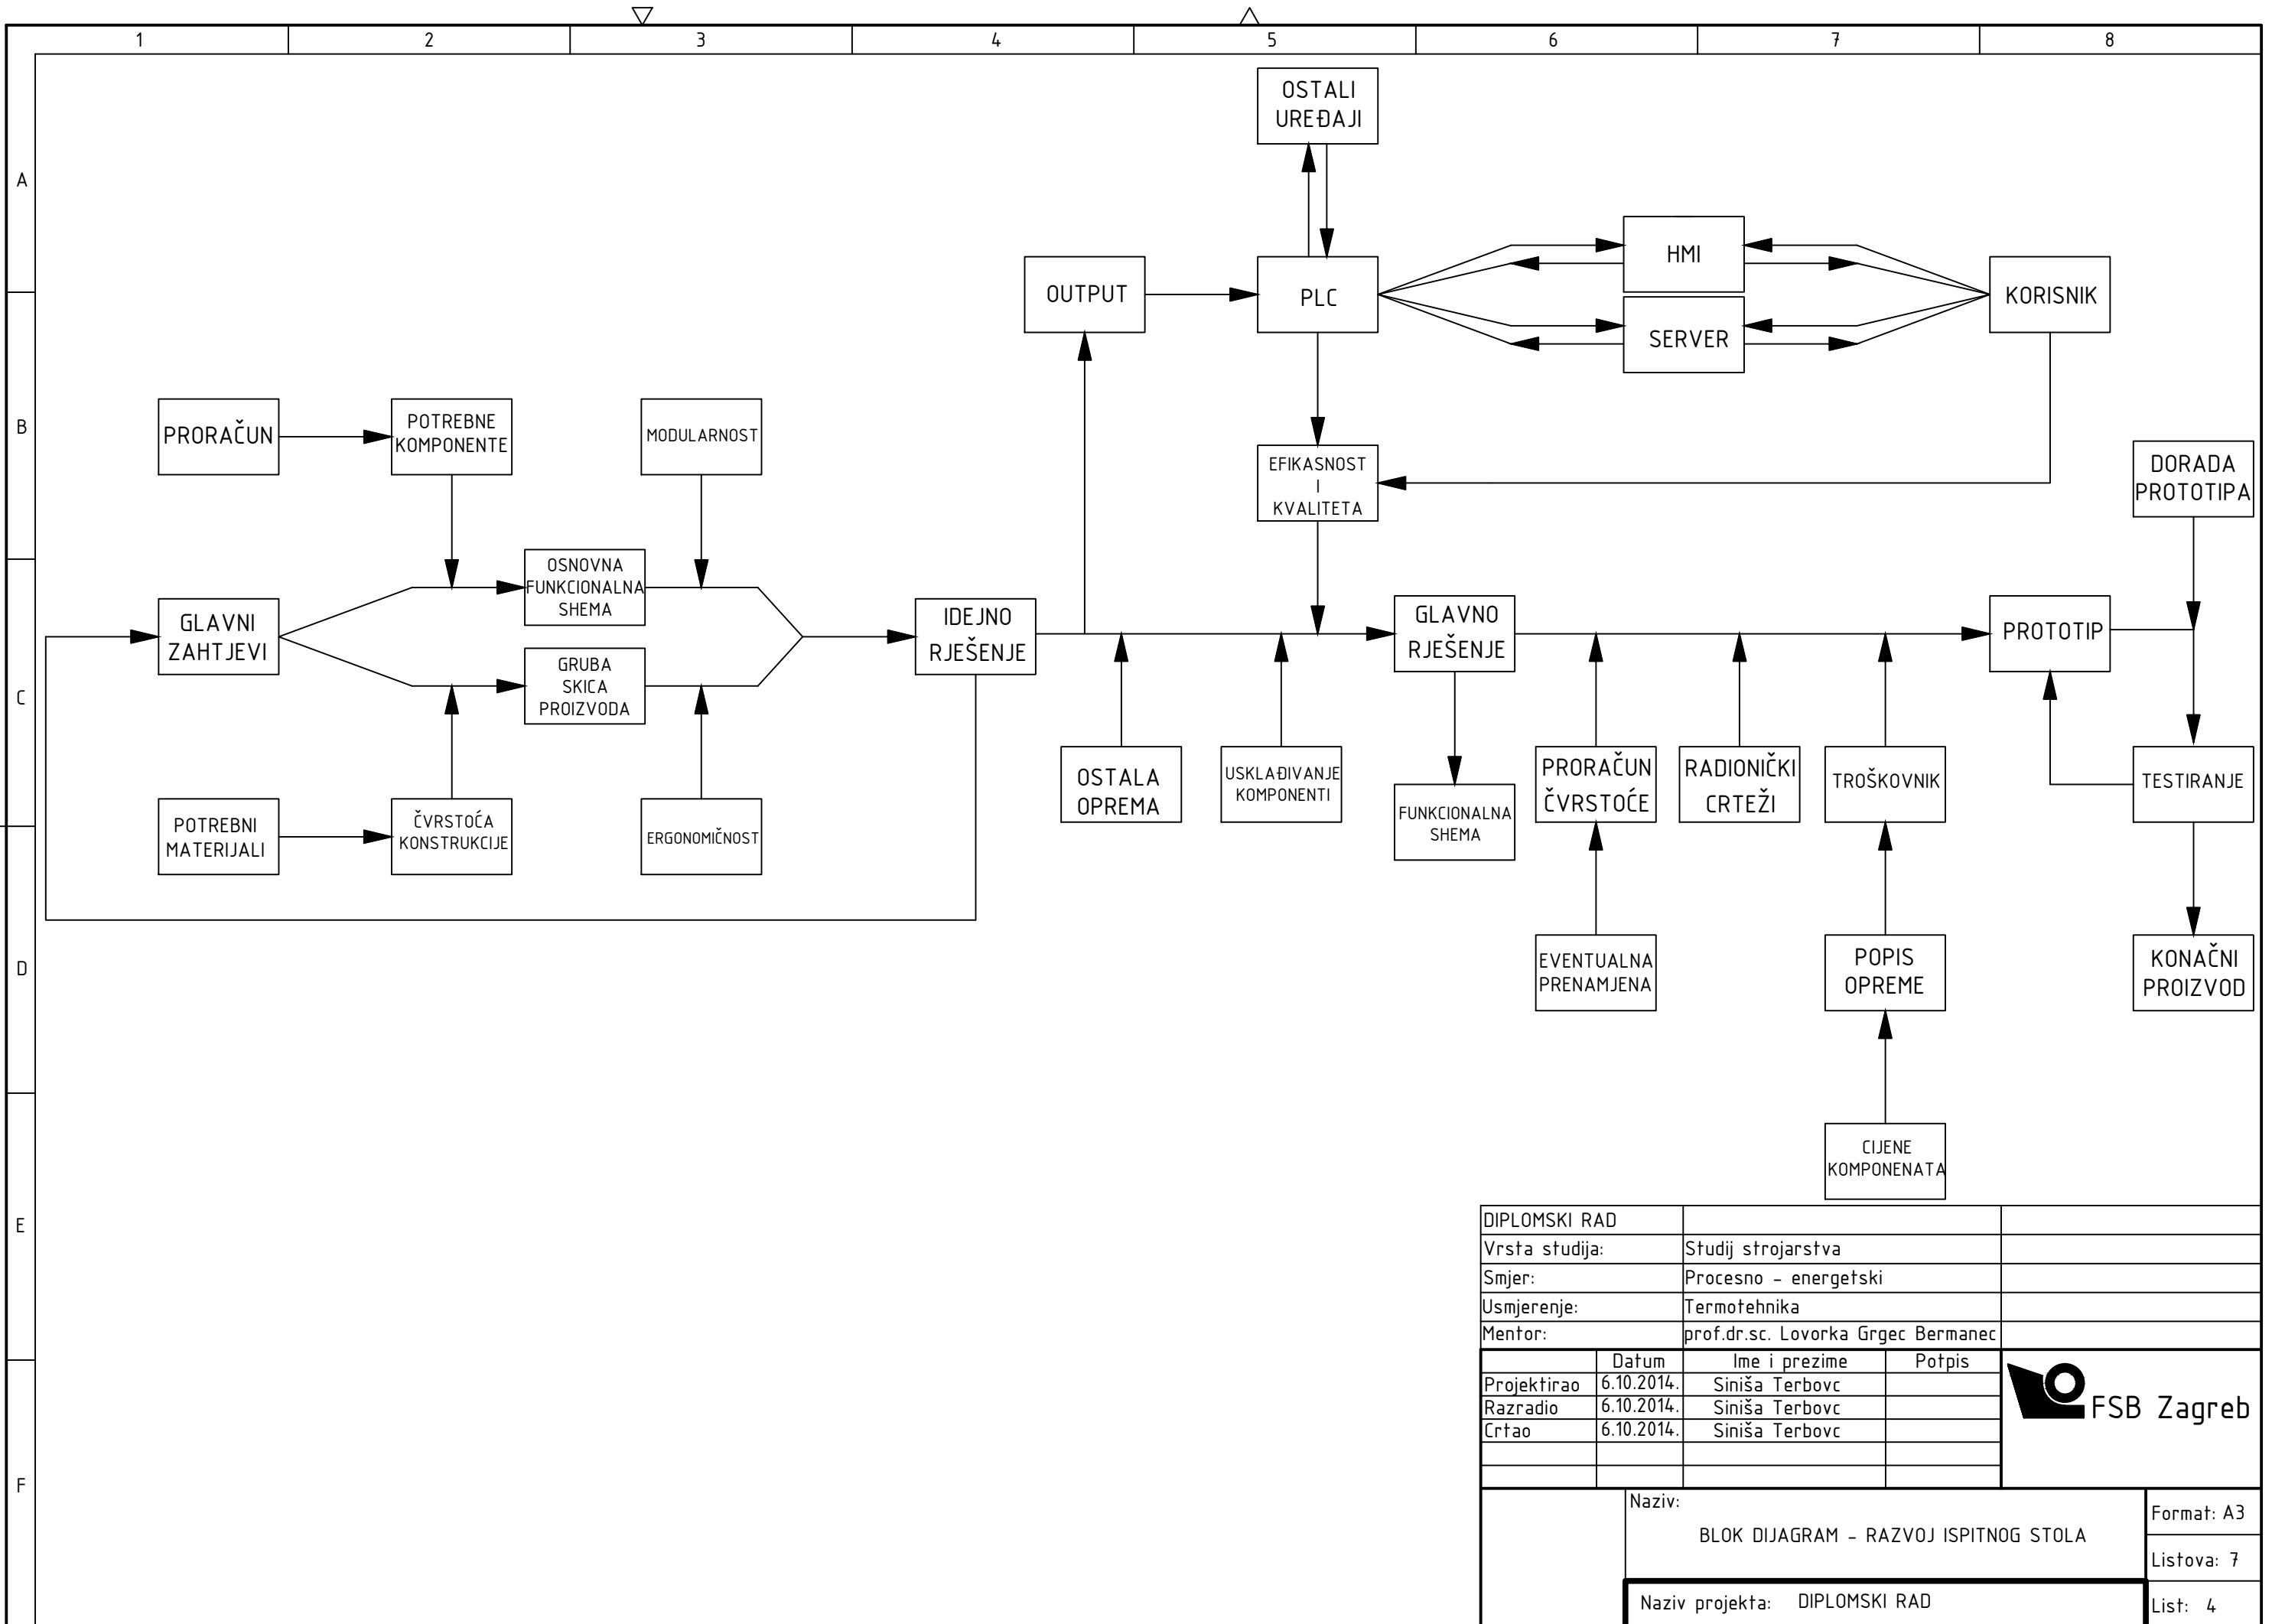 1 2 3 4 5 6 7 8
A
B
C
D
E
F
OSTALI
UREĐAJI
OUTPUT
PLC
HMI
SERVER
KORISNIK
PRORAČUN
POTREBNE
KOMPONENTE
MODULARNOST
EFIKASNOST
I
KVALITETA
DORADA
PROTOTIPA
GLAVNI
ZAHTJEVI
OSNOVNA
FUNKCIONALNA
SHEMA
GRUBA
SKICA
PROIZVODA
IDEJNO
RJEŠENJE
GLAVNO
RJEŠENJE
PROTOTIP
POTREBNI
MATERIJALI
ČVRSTOĆA
KONSTRUKCIJE
ERGONOMIČNOST
OSTALA
OPREMA
USKLAĐIVANJE
KOMPONENTI
FUNKCIONALNA
SHEMA
PRORAČUN
ČVRSTOĆE
RADIONIČKI
CRTEŽI
TROŠKOVNIK
TESTIRANJE
EVENTUALNA
PRENAMJENA
POPIS
OPREME
KONAČNI
PROIZVOD
CIJENE
KOMPONENATA
DIPLOMSKI RAD
Vrsta studija: Studij strojarstva
Smjer: Procesno - energetski
Usmjerenje: Termotehnika
Mentor: prof.dr.sc. Lovorka Grgec Bermanec
Datum Ime i prezime Potpis
Projektirao 6.10.2014. Siniša Terbovc
Razradio 6.10.2014. Siniša Terbovc
Crtao 6.10.2014. Siniša Terbovc
FSB Zagreb
Naziv:
BLOK DIJAGRAM - RAZVOJ ISPITNOG STOLA
Format: A3
Listova: 7
Naziv projekta: DIPLOMSKI RAD
List: 4